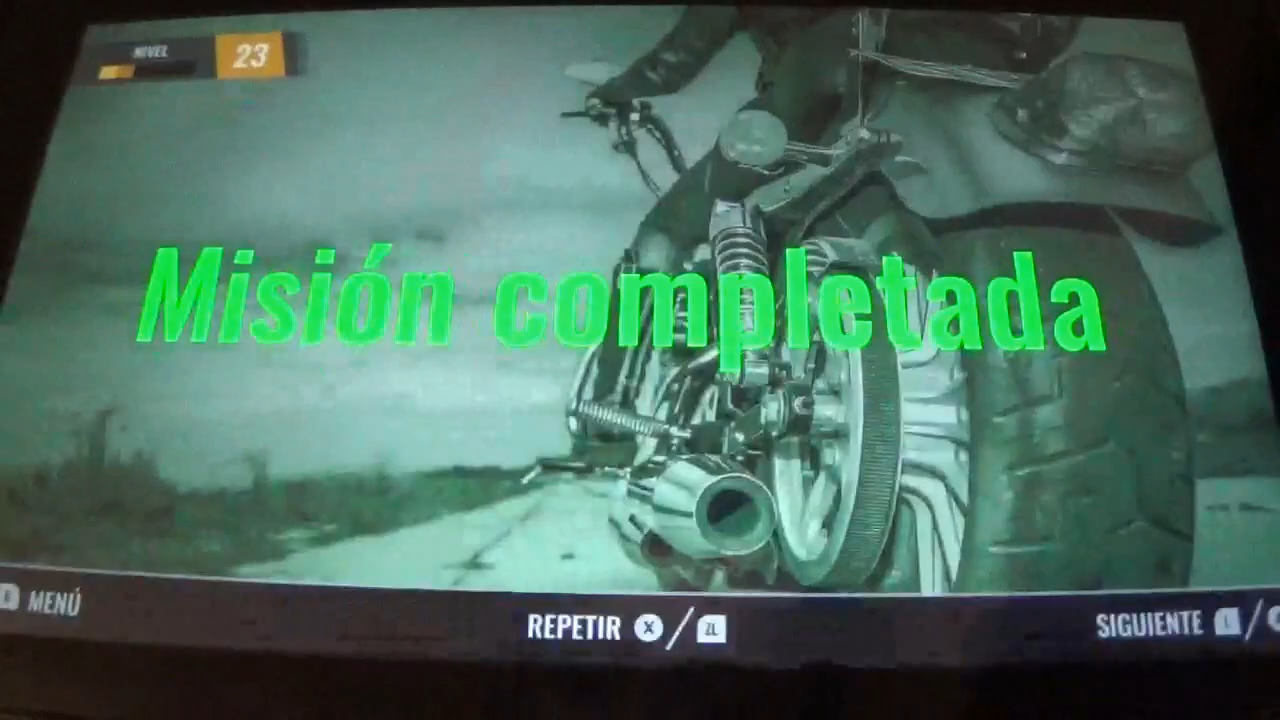 NIVEL 23
Misión completada
MENÚ
REPETIR X / ZL
SIGUIENTE L /